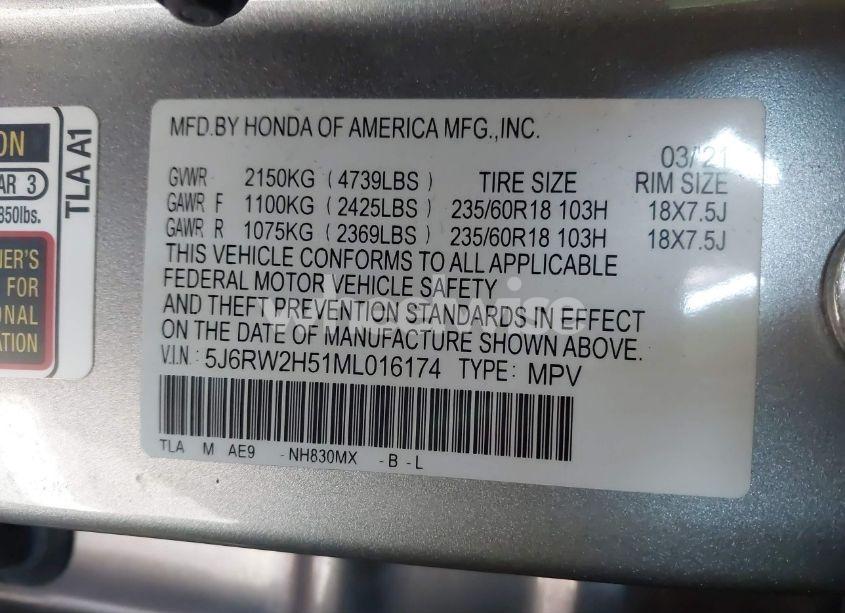 ON
AR 3
850lbs.
TLA A1
NER'S
FOR
ONAL
ATION
MFD.BY HONDA OF AMERICA MFG.,INC.
03/'21
GVWR 2150KG (4739LBS) TIRE SIZE RIM SIZE
GAWR F 1100KG (2425LBS) 235/60R18 103H 18X7.5J
GAWR R 1075KG (2369LBS) 235/60R18 103H 18X7.5J
THIS VEHICLE CONFORMS TO ALL APPLICABLE
FEDERAL MOTOR VEHICLE SAFETY
AND THEFT PREVENTION STANDARDS IN EFFECT
ON THE DATE OF MANUFACTURE SHOWN ABOVE.
V.I.N: 5J6RW2H51ML016174 TYPE: MPV
TLA M AE9 -NH830MX -B -L